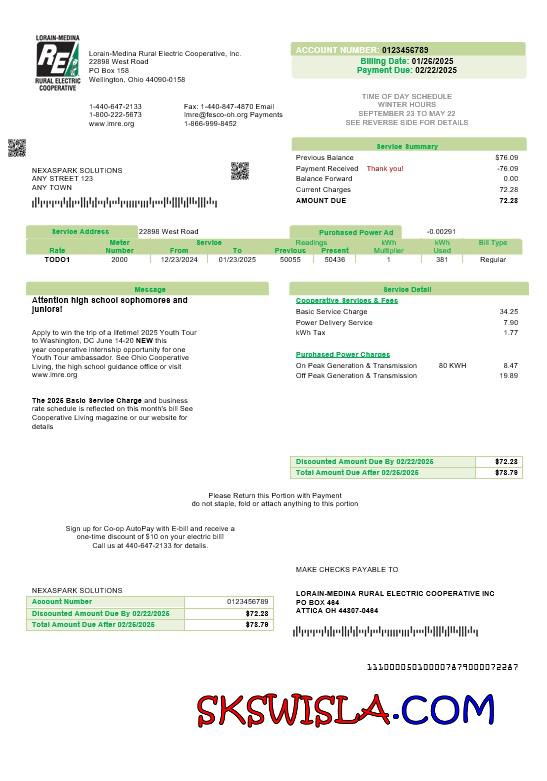 LORAIN-MEDINA
RE
RURAL ELECTRIC
COOPERATIVE
Lorain-Medina Rural Electric Cooperative, Inc.
22898 West Road
PO Box 158
Wellington, Ohio 44090-0158
1-440-647-2133 Fax: 1-440-847-4870 Email
1-800-222-5673 lmre@fesco-oh.org Payments
www.imre.org 1-866-999-8452
ACCOUNT NUMBER: 0123456789
Billing Date: 01/26/2025
Payment Due: 02/22/2025
TIME OF DAY SCHEDULE
WINTER HOURS
SEPTEMBER 23 TO MAY 22
SEE REVERSE SIDE FOR DETAILS
NEXASPARK SOLUTIONS
ANY STREET 123
ANY TOWN
Service Summary
Previous Balance $76.09
Payment Received Thank you! -76.09
Balance Forward 0.00
Current Charges 72.28
AMOUNT DUE 72.28
Service Address 22898 West Road Purchased Power Ad -0.00291
Meter Service Readings kWh kWh Bill Type
Rate Number From To Previous Present Multiplier Used
TODO1 2000 12/23/2024 01/23/2025 50055 50436 1 381 Regular
Message
Attention high school sophomores and
juniors!
Apply to win the trip of a lifetime! 2025 Youth Tour
to Washington, DC June 14-20 NEW this
year cooperative internship opportunity for one
Youth Tour ambassador. See Ohio Cooperative
Living, the high school guidance office or visit
www.imre.org
The 2025 Basic Service Charge and business
rate schedule is reflected on this month's bill See
Cooperative Living magazine or our website for
details
Service Detail
Cooperative Services & Fees
Basic Service Charge 34.25
Power Delivery Service 7.90
kWh Tax 1.77
Purchased Power Charges
On Peak Generation & Transmission 80 KWH 8.47
Off Peak Generation & Transmission 19.89
Discounted Amount Due By 02/22/2025 $72.28
Total Amount Due After 02/25/2025 $78.79
Please Return this Portion with Payment
do not staple, fold or attach anything to this portion
Sign up for Co-op AutoPay with E-bill and receive a
one-time discount of $10 on your electric bill!
Call us at 440-647-2133 for details.
MAKE CHECKS PAYABLE TO
NEXASPARK SOLUTIONS
Account Number 0123456789
Discounted Amount Due By 02/22/2025 $72.28
Total Amount Due After 02/25/2025 $78.79
LORAIN-MEDINA RURAL ELECTRIC COOPERATIVE INC
PO BOX 464
ATTICA OH 44807-0464
SKSWISLA.COM